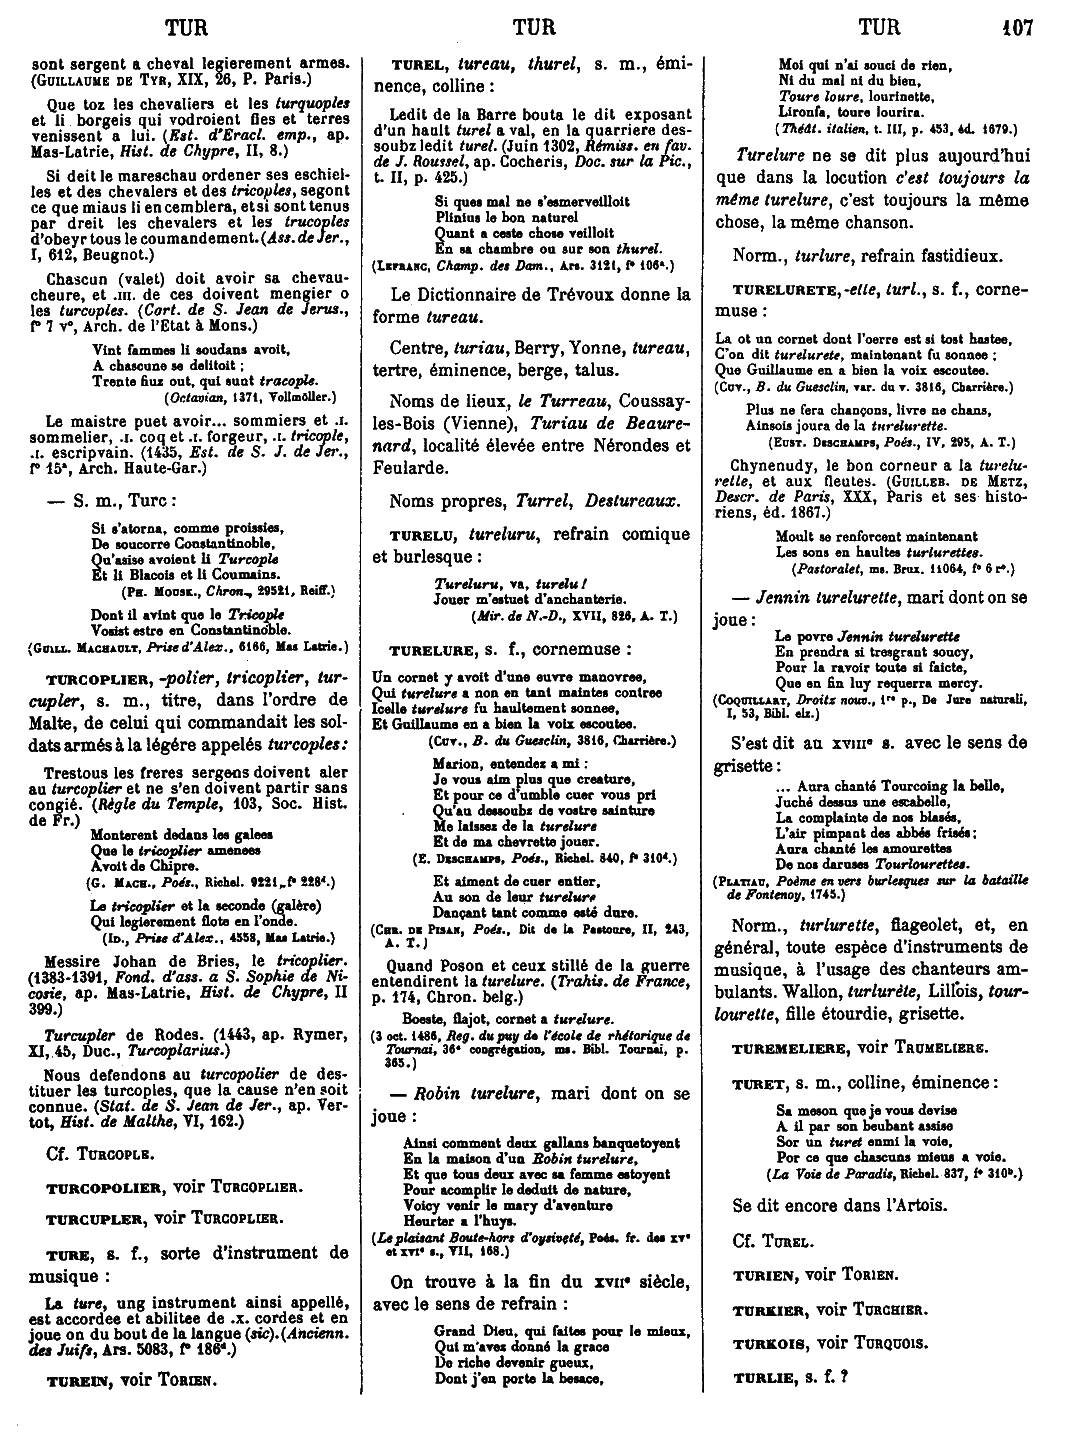 TUR
TUR
TUR 107
sont sergent a cheval legierement armes.
(GUILLAUME DE TYR, XIX, 26, P. Paris.)
Que toz les chevaliers et les turquoples
et li borgeis qui vodroient fies et terres
venissent a lui. (Est. d'Eracl. emp., ap.
Mas-Latrie, Hist. de Chypre, II, 8.)
Si deit le mareschau ordener ses eschiel-
les et des chevalers et des tricoples, segont
ce que miaus li en cemblera, et si sont tenus
par dreit les chevalers et les trucoples
d'obeyr tous le coumandement. (Ass. de Jer.,
I, 612, Beugnot.)
Chascun (valet) doit avoir sa chevau-
cheure, et .III. de ces doivent mengier o
les turcoples. (Cort. de S. Jean de Jerus.,
f° 7 v°, Arch. de l'Etat à Mons.)
Vint fammes li soudans avoit,
A chascune se delitoit ;
Trente fiuz out, qui sunt tracople.
(Octavian, 1371, Vollmöller.)
Le maistre puet avoir... sommiers et .I.
sommelier, .I. coq et .I. forgeur, .I. tricople,
.I. escripvain. (1435, Est. de S. J. de Jer.,
f° 15ª, Arch. Haute-Gar.)
— S. m., Turc :
Si s'atorna, comme proissies,
De soucorre Constantinoble,
Qu'asise avoient li Turcople
Et li Blacois et li Coumains.
(PH. MOUSK., Chron., 29521, Reiff.)
Dont il avint que le Tricople
Vosist estre en Constantinoble.
(GUILL. MACHAULT, Prise d'Alex., 6166, Mas Latrie.)
TURCOPLIER, -polier, tricoplier, tur-
cupler, s. m., titre, dans l'ordre de
Malte, de celui qui commandait les sol-
dats armés à la légère appelés turcoples :
Trestous les freres sergens doivent aler
au turcoplier et ne s'en doivent partir sans
congié. (Règle du Temple, 103, Soc. Hist.
de Fr.)
Monterent dedans les galees
Que le tricoplier amenees
Avoit de Chipre.
(G. MACH., Poés., Richel. 9221, f° 228ᵈ.)
Le tricoplier et la seconde (galère)
Qui legierement flote en l'onde.
(ID., Prise d'Alex., 4558, Mas Latrie.)
Messire Johan de Bries, le tricoplier.
(1383-1391, Fond. d'ass. a S. Sophie de Ni-
cosie, ap. Mas-Latrie, Hist. de Chypre, II
399.)
Turcupler de Rodes. (1443, ap. Rymer,
XI, 45, Duc., Turcoplarius.)
Nous defendons au turcopolier de des-
tituer les turcoples, que la cause n'en soit
connue. (Stat. de S. Jean de Jer., ap. Ver-
tot, Hist. de Malthe, VI, 162.)
Cf. TURCOPLE.
TURCOPOLIER, voir TURCOPLIER.
TURCUPLER, voir TURCOPLIER.
TURE, s. f., sorte d'instrument de
musique :
La ture, ung instrument ainsi appellé,
est accordee et abilitee de .x. cordes et en
joue on du bout de la langue (sic). (Ancienn.
des Juifs, Ars. 5083, f° 186ᵈ.)
TUREIN, voir TORIEN.
TUREL, tureau, thurel, s. m., émi-
nence, colline :
Ledit de la Barre bouta le dit exposant
d'un hault turel a val, en la quarriere des-
soubz ledit turel. (Juin 1302, Rémiss. en fav.
de J. Roussel, ap. Cocheris, Doc. sur la Pic.,
t. II, p. 425.)
Si ques mal ne s'esmerveilloit
Plinius le bon naturel
Quant a ceste chose veilloit
En sa chambre ou sur son thurel.
(LEFRANC, Champ. des Dam., Ars. 3121, f° 106ª.)
Le Dictionnaire de Trévoux donne la
forme tureau.
Centre, turiau, Berry, Yonne, tureau,
tertre, éminence, berge, talus.
Noms de lieux, le Turreau, Coussay-
les-Bois (Vienne), Turiau de Beaure-
nard, localité élevée entre Nérondes et
Feularde.
Noms propres, Turrel, Destureaux.
TURELU, tureluru, refrain comique
et burlesque :
Tureluru, va, turelu !
Jouer m'estuet d'anchanterie.
(Mir. de N.-D., XVII, 826, A. T.)
TURELURE, s. f., cornemuse :
Un cornet y avoit d'une euvre manovree,
Qui turelure a non en tant maintes contree
Icelle turelure fu haultement sonnee,
Et Guillaume en a bien la voix escoutee.
(CUV., B. du Guesclin, 3816, Charrière.)
Marion, entendez a mi :
Je vous aim plus que creature,
Et pour ce d'umble cuer vous pri
Qu'au dessoubz de vostre sainture
Me laissez de la turelure
Et de ma chevrette jouer.
(E. DESCHAMPS, Poés., Richel. 840, f° 310ᵈ.)
Et aiment de cuer entier,
Au son de leur turelure
Dançant tant comme esté dure.
(CHR. DE PISAN, Poés., Dit de la Pastoure, II, 243,
A. T.)
Quand Poson et ceux stillé de la guerre
entendirent la turelure. (Trahis. de France,
p. 174, Chron. belg.)
Boeste, flajot, cornet a turelure.
(3 oct. 1486, Reg. du puy de l'école de rhétorique de
Tournai, 36ᵉ congrégation, ms. Bibl. Tournai, p.
365.)
— Robin turelure, mari dont on se
joue :
Ainsi comment deux gallans banquetoyent
En la maison d'un Robin turelure,
Et que tous deux avec sa femme estoyent
Pour acomplir le deduit de nature,
Voicy venir le mary d'aventure
Heurter a l'huys.
(Le plaisant Boute-hors d'oysiveté, Poés. fr. des XVᵉ
et XVIᵉ s., VII, 168.)
On trouve à la fin du XVIIᵉ siècle,
avec le sens de refrain :
Grand Dieu, qui faites pour le mieux,
Qui m'avez donné la grace
De riche devenir gueux,
Dont j'en porte la besace,
Moi qui n'ai souci de rien,
Ni du mal ni du bien,
Toure loure, lourinette,
Lironfa, toure lourira.
(Théât. italien, t. III, p. 453, éd. 1679.)
Turelure ne se dit plus aujourd'hui
que dans la locution c'est toujours la
même turelure, c'est toujours la même
chose, la même chanson.
Norm., turlure, refrain fastidieux.
TURELURETE, -elle, turl., s. f., corne-
muse :
La ot un cornet dont l'oerre est si tost hastee,
C'on dit turelurete, maintenant fu sonnee ;
Que Guillaume en a bien la voix escoutee.
(CUV., B. du Guesclin, var. du v. 3816, Charrière.)
Plus ne fera chançons, livre ne chans,
Ainsois joura de la turelurette.
(EUST. DESCHAMPS, Poés., IV, 295, A. T.)
Chynenudy, le bon corneur a la turelu-
rette, et aux fleutes. (GUILLEB. DE METZ,
Descr. de Paris, XXX, Paris et ses histo-
riens, éd. 1867.)
Moult se renforcent maintenant
Les sons en haultes turlurettes.
(Pastoralet, ms. Brux. 11064, f° 6 r°.)
— Jennin turelurette, mari dont on se
joue :
Le povre Jennin turelurette
En prendra si tresgrant soucy,
Pour la ravoir toute si faicte,
Que en fin luy requerra mercy.
(COQUILLART, Droitz nouv., 1ʳᵉ p., De Jure naturali,
I, 53, Bibl. elz.)
S'est dit au XVIIIᵉ s. avec le sens de
grisette :
... Aura chanté Tourcoing la belle,
Juché dessus une escabelle,
La complainte de nos blasés,
L'air pimpant des abbés frisés ;
Aura chanté les amourettes
De nos daruses Tourlourettes.
(PLATIAU, Poème en vers burlesques sur la bataille
de Fontenoy, 1745.)
Norm., turlurette, flageolet, et, en
général, toute espèce d'instruments de
musique, à l'usage des chanteurs am-
bulants. Wallon, turlurète, Lillois, tour-
lourette, fille étourdie, grisette.
TUREMELIERE, voir TRUMELIERE.
TURET, s. m., colline, éminence :
Sa meson que je vous devise
A il par son beubant assise
Sor un turet enmi la voie,
Por ce que chascuns mieus a voie.
(La Voie de Paradis, Richel. 837, f° 310ᵇ.)
Se dit encore dans l'Artois.
Cf. TUREL.
TURIEN, voir TORIEN.
TURKIER, voir TURCHIER.
TURKOIS, voir TURQUOIS.
TURLIE, s. f. ?